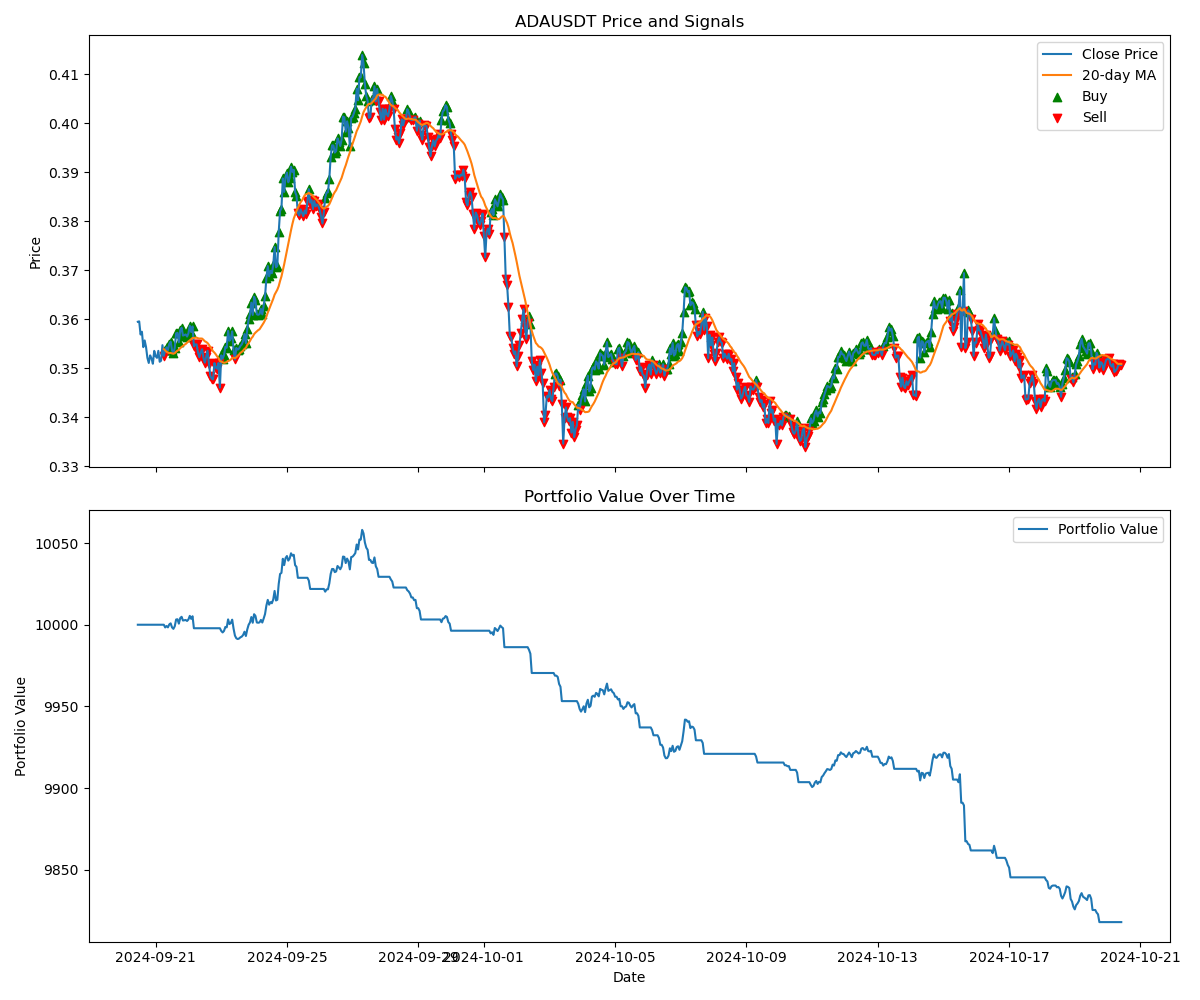 ADAUSDT Price and Signals
Close Price
20-day MA
Buy
Sell
Price
0.41
0.40
0.39
0.38
0.37
0.36
0.35
0.34
0.33
Portfolio Value Over Time
Portfolio Value
Portfolio Value
10050
10000
9950
9900
9850
2024-09-21
2024-09-25
2024-09-29
2024-10-01
2024-10-05
2024-10-09
2024-10-13
2024-10-17
2024-10-21
Date